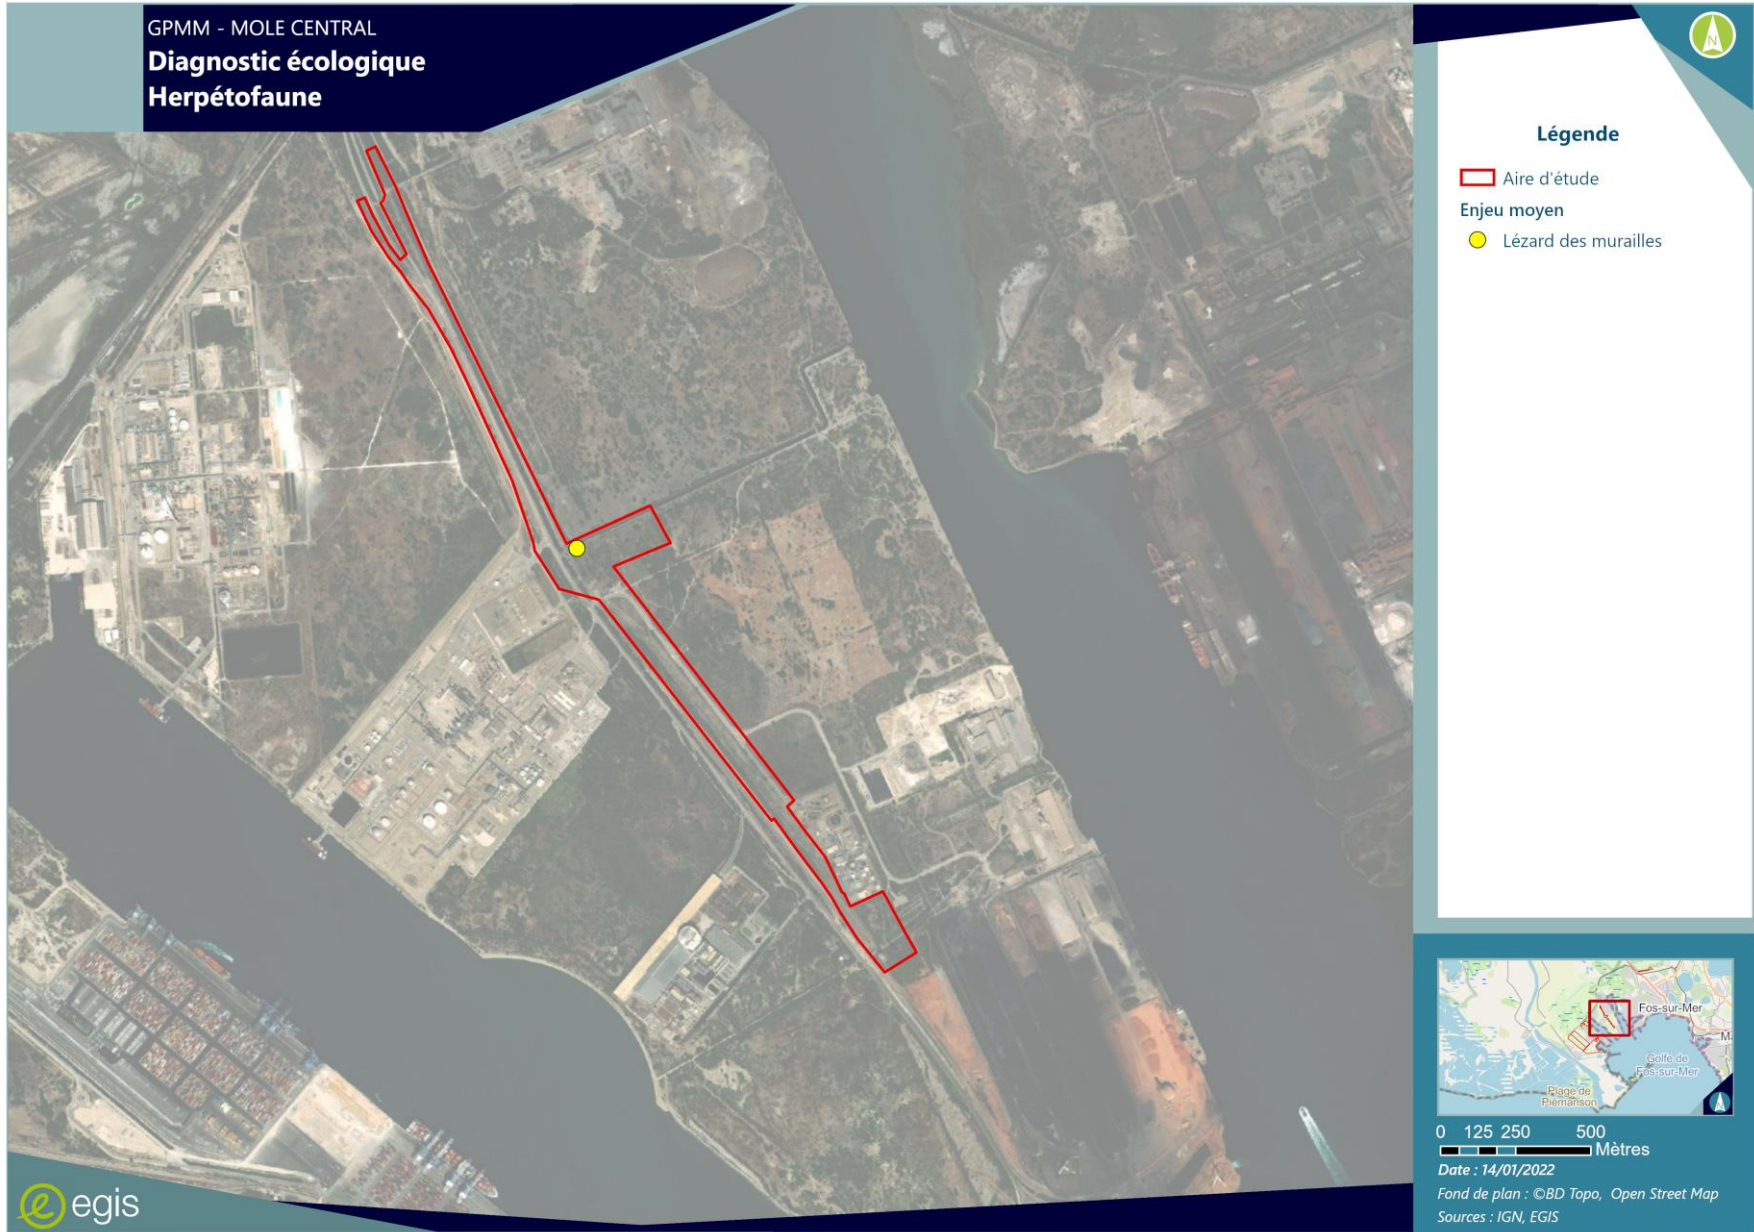 GPMM - MOLE CENTRAL
Diagnostic écologique
Herpétofaune
N
Légende
Aire d'étude
Enjeu moyen
Lézard des murailles
Fos-sur-Mer
M
Golfe de
Fos-sur-Mer
Plage de
Piémanson
0 125 250 500
Mètres
Date : 14/01/2022
Fond de plan : ©BD Topo, Open Street Map
Sources : IGN, EGIS
egis